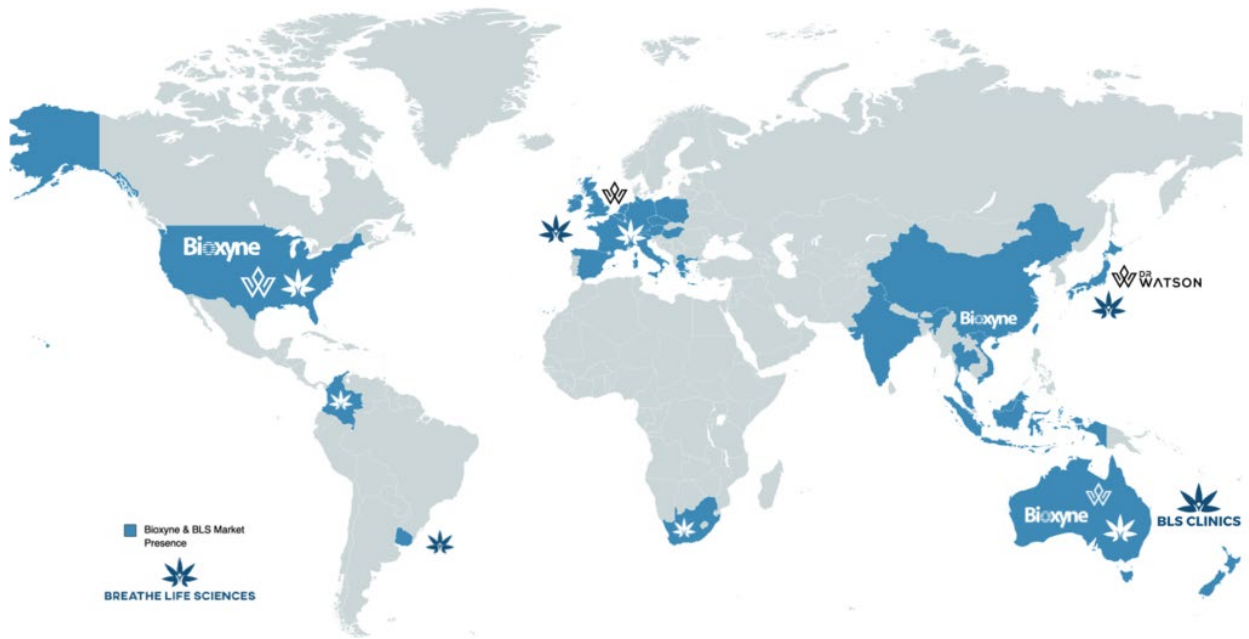 Bioxyne
DR
WATSON
Bioxyne
Bioxyne
BLS CLINICS
Bioxyne & BLS Market
Presence
BREATHE LIFE SCIENCES